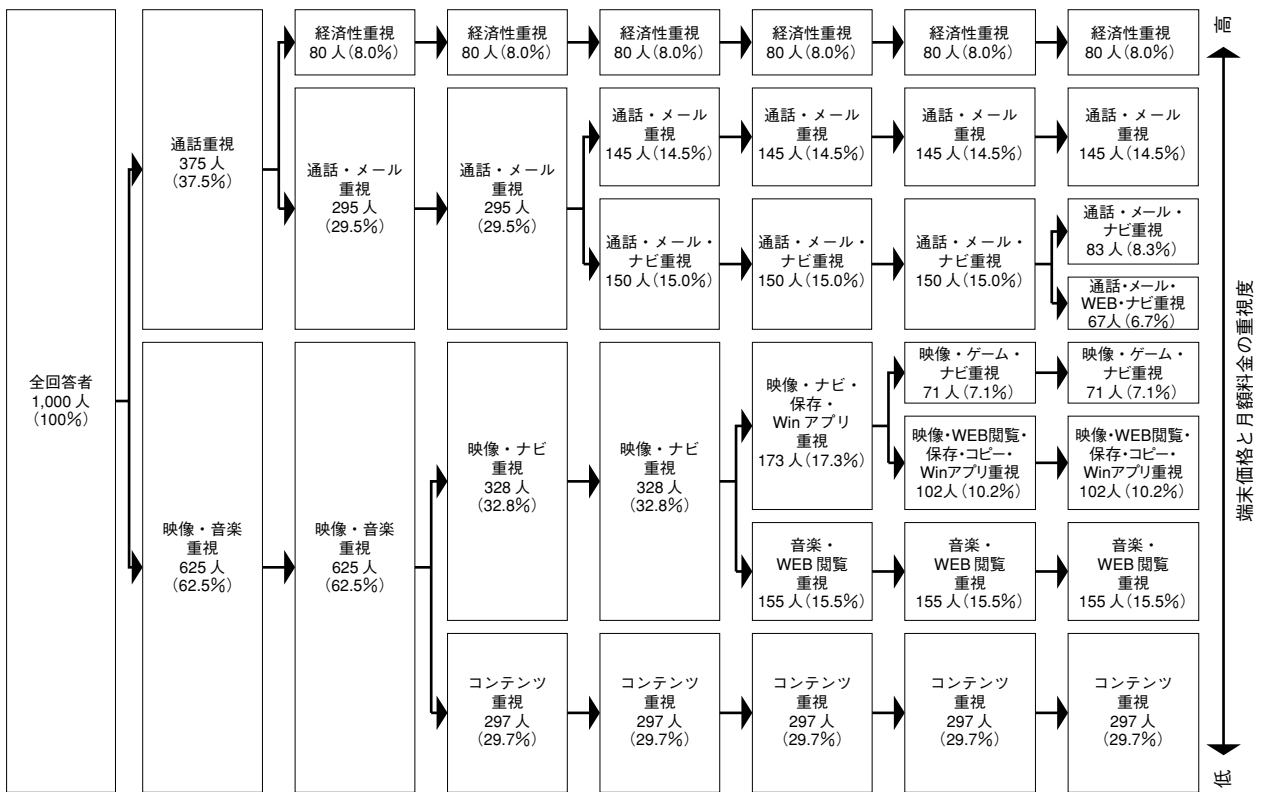 全回答者
1,000 人
(100%)
通話重視
375 人
(37.5%)
映像・音楽
重視
625 人
(62.5%)
経済性重視
80 人(8.0%)
通話・メール
重視
295 人
(29.5%)
映像・音楽
重視
625 人
(62.5%)
経済性重視
80 人(8.0%)
通話・メール
重視
295 人
(29.5%)
映像・ナビ
重視
328 人
(32.8%)
コンテンツ
重視
297 人
(29.7%)
経済性重視
80 人(8.0%)
通話・メール
重視
145 人(14.5%)
通話・メール・
ナビ重視
150 人(15.0%)
映像・ナビ
重視
328 人
(32.8%)
コンテンツ
重視
297 人
(29.7%)
経済性重視
80 人(8.0%)
通話・メール
重視
145 人(14.5%)
通話・メール・
ナビ重視
150 人(15.0%)
映像・ナビ・
保存・
Win アプリ
重視
173 人(17.3%)
音楽・
WEB 閲覧
重視
155 人(15.5%)
コンテンツ
重視
297 人
(29.7%)
経済性重視
80 人(8.0%)
通話・メール
重視
145 人(14.5%)
通話・メール・
ナビ重視
150 人(15.0%)
映像・ゲーム・
ナビ重視
71 人(7.1%)
映像・WEB閲覧・
保存・コピー・
Winアプリ重視
102人(10.2%)
音楽・
WEB 閲覧
重視
155 人(15.5%)
コンテンツ
重視
297 人
(29.7%)
経済性重視
80 人(8.0%)
通話・メール
重視
145 人(14.5%)
通話・メール・
ナビ重視
83 人(8.3%)
通話・メール・
WEB・ナビ重視
67人(6.7%)
映像・ゲーム・
ナビ重視
71 人(7.1%)
映像・WEB閲覧・
保存・コピー・
Winアプリ重視
102人(10.2%)
音楽・
WEB 閲覧
重視
155 人(15.5%)
コンテンツ
重視
297 人
(29.7%)
高
端末価格と月額料金の重視度
低